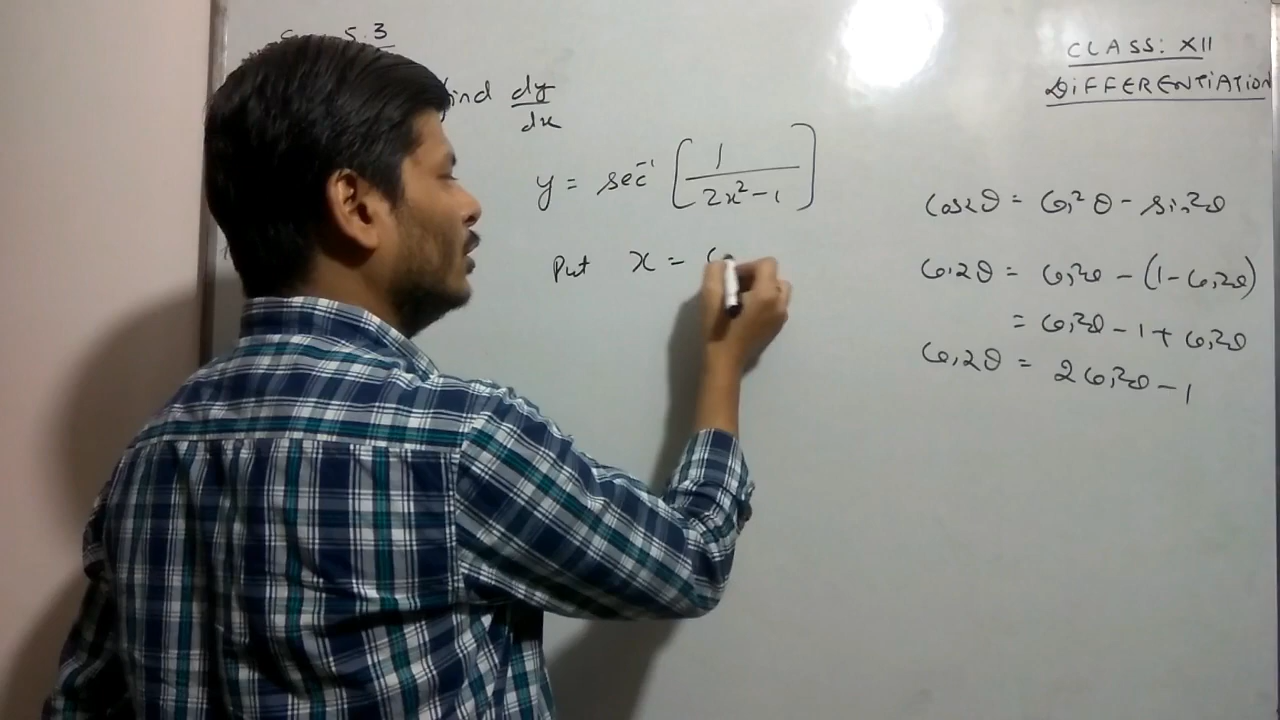 5.3
find dy/dx
y = sec⁻¹ [1/(2x²-1)]
Put x =
CLASS: XII
DiFFERENTiATION
Cos2θ = Cos²θ - sin²θ
Cos2θ = Cos²θ - (1-Cos²θ)
= Cos²θ - 1 + Cos²θ
Cos2θ = 2Cos²θ - 1